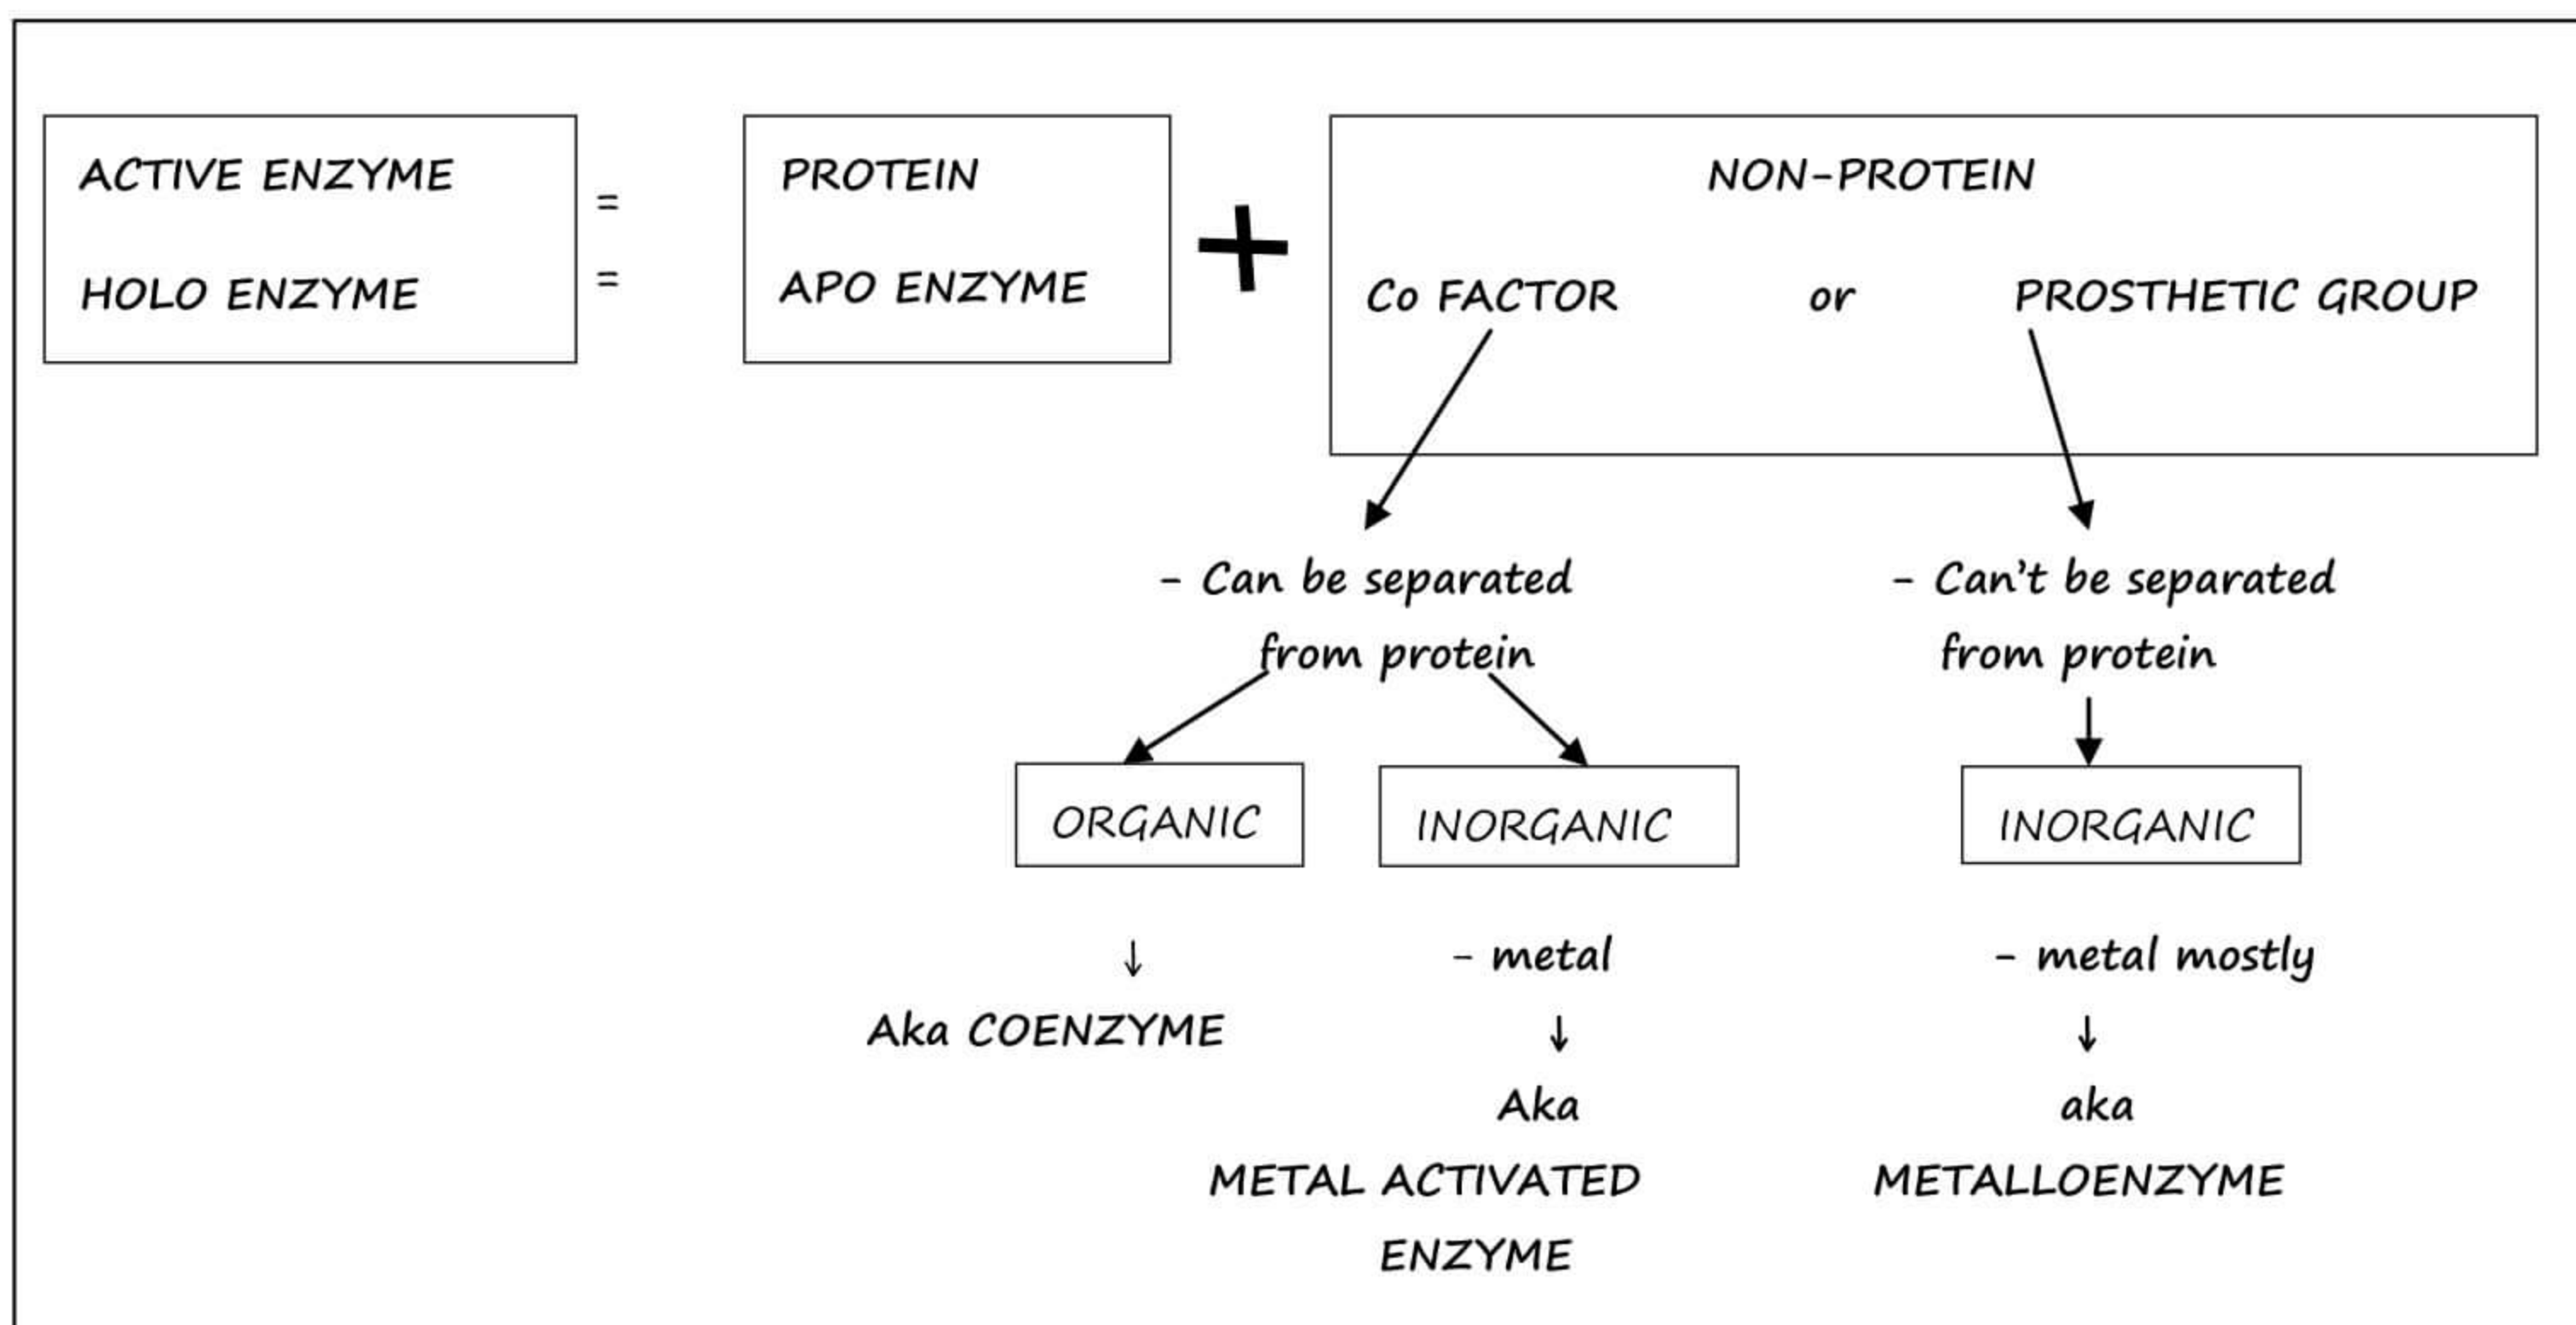 ACTIVE ENZYME = PROTEIN + NON-PROTEIN
HOLO ENZYME = APO ENZYME Co FACTOR or PROSTHETIC GROUP
- Can be separated - Can't be separated
from protein from protein
ORGANIC INORGANIC INORGANIC
↓ - metal - metal mostly
Aka COENZYME ↓ ↓
Aka aka
METAL ACTIVATED METALLOENZYME
ENZYME